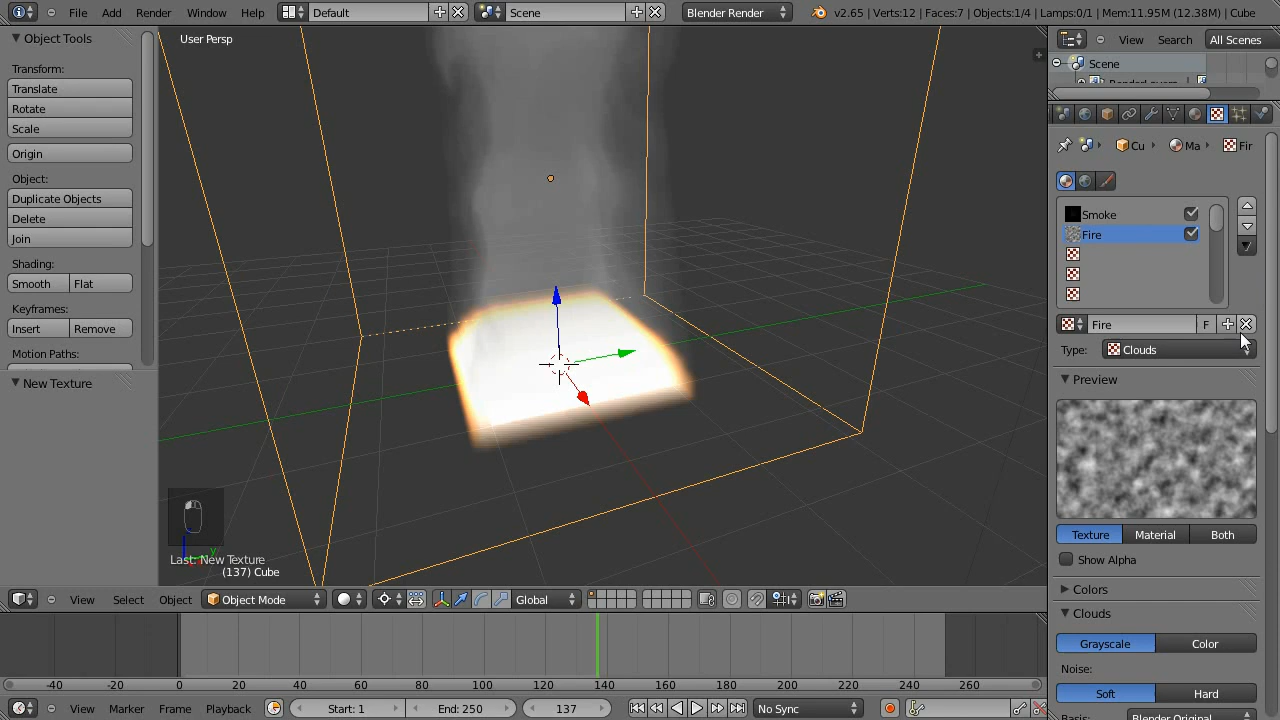 File Add Render Window Help Default Scene Blender Render v2.65 | Verts:12 | Faces:7 | Objects:1/4 | Lamps:0/1 | Mem:11.95M (12.38M) | Cube
Object Tools
Transform:
Translate
Rotate
Scale
Origin
Object:
Duplicate Objects
Delete
Join
Shading:
Smooth Flat
Keyframes:
Insert Remove
Motion Paths:
New Texture
User Persp
y
Last: New Texture
(137) Cube
View Select Object Object Mode Global
-40 -20 0 20 40 60 80 100 120 140 160 180 200 220 240 260
View Marker Frame Playback Start: 1 End: 250 137 No Sync
View Search All Scenes
Scene
Cu Ma Fir
Smoke
Fire
Fire F
Type: Clouds
Preview
Texture Material Both
Show Alpha
Colors
Clouds
Grayscale Color
Noise:
Soft Hard
Basis: Blender Original